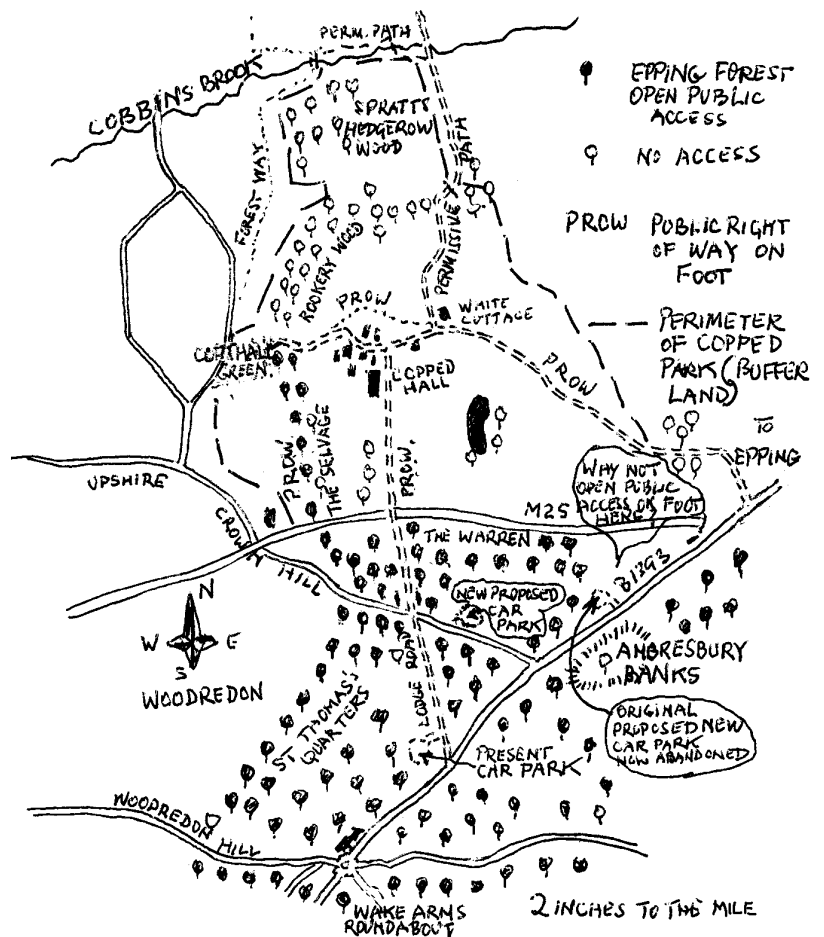 PERM. PATH
COBBINS BROOK
SPRATTS
HEDGEROW
WOOD
FOREST WAY
PERMISSIVE PATH
ROOKERY WOOD
PROW
WHITE
COTTAGE
COPTHALL
GREEN
COPPED
HALL
PROW
PROW
THE SELVAGE
PROW.
UPSHIRE
CROWN HILL
M25
THE WARREN
WHY NOT
OPEN PUBLIC
ACCESS ON FOOT
HERE
TO
EPPING
B1393
NEW PROPOSED
CAR
PARK
N
W E
S
WOODREDON
AMBRESBURY
BANKS
LODGE ROAD
ST THOMAS'S
QUARTERS
ORIGINAL
PROPOSED NEW
CAR PARK
NOW ABANDONED
PRESENT
CAR PARK
WOODREDON HILL
WAKE ARMS
ROUNDABOUT
2 INCHES TO THE MILE
EPPING FOREST
OPEN PUBLIC
ACCESS
NO ACCESS
PROW PUBLIC RIGHT
OF WAY ON
FOOT
PERIMETER
OF COPPED
PARK (BUFFER
LAND)